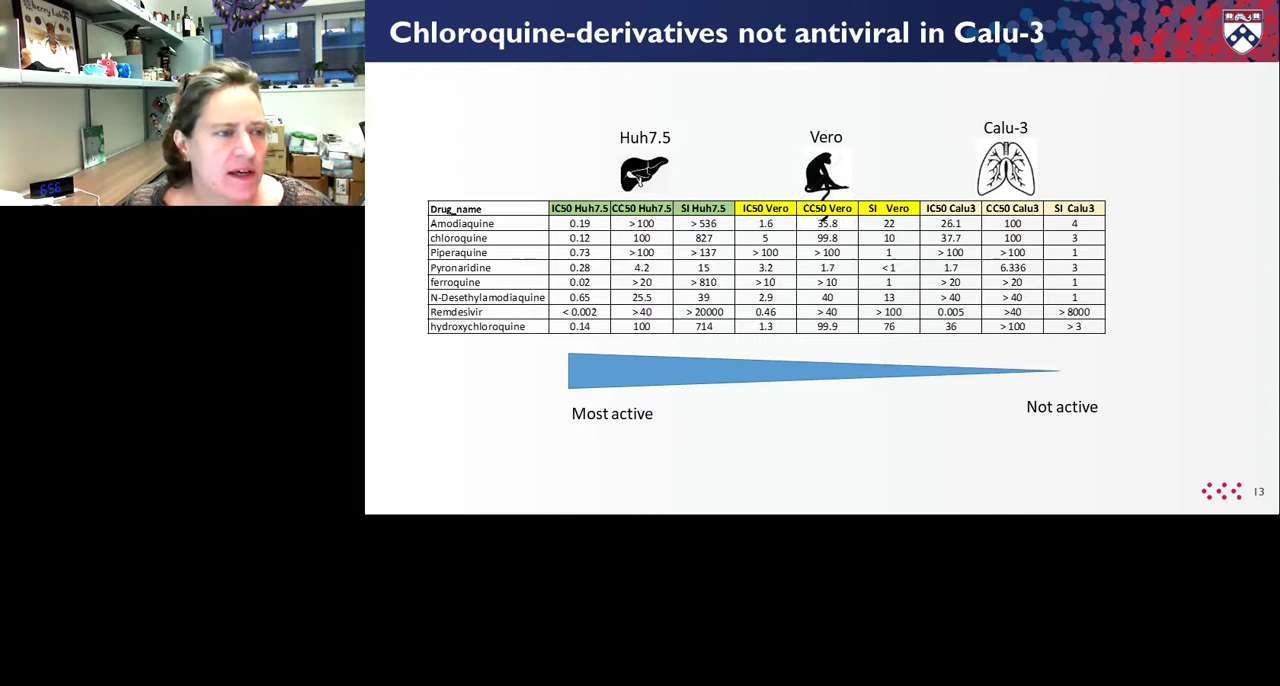 Chloroquine-derivatives not antiviral in Calu-3
Huh7.5 Vero Calu-3
Drug_name IC50 Huh7.5 CC50 Huh7.5 SI Huh7.5 IC50 Vero CC50 Vero SI Vero IC50 Calu3 CC50 Calu3 SI Calu3
Amodiaquine 0.19 > 100 > 536 1.6 35.8 22 26.1 100 4
chloroquine 0.12 100 827 5 99.8 10 37.7 100 3
Piperaquine 0.73 > 100 > 137 > 100 > 100 1 > 100 > 100 1
Pyronaridine 0.28 4.2 15 3.2 1.7 < 1 1.7 6.336 3
ferroquine 0.02 > 20 > 810 > 10 > 10 1 > 20 > 20 1
N-Desethylamodiaquine 0.65 25.5 39 2.9 40 13 > 40 > 40 1
Remdesivir < 0.002 > 40 > 20000 0.46 > 40 > 100 0.005 >40 > 8000
hydroxychloroquine 0.14 100 714 1.3 99.9 76 36 > 100 > 3
Most active Not active
13
656